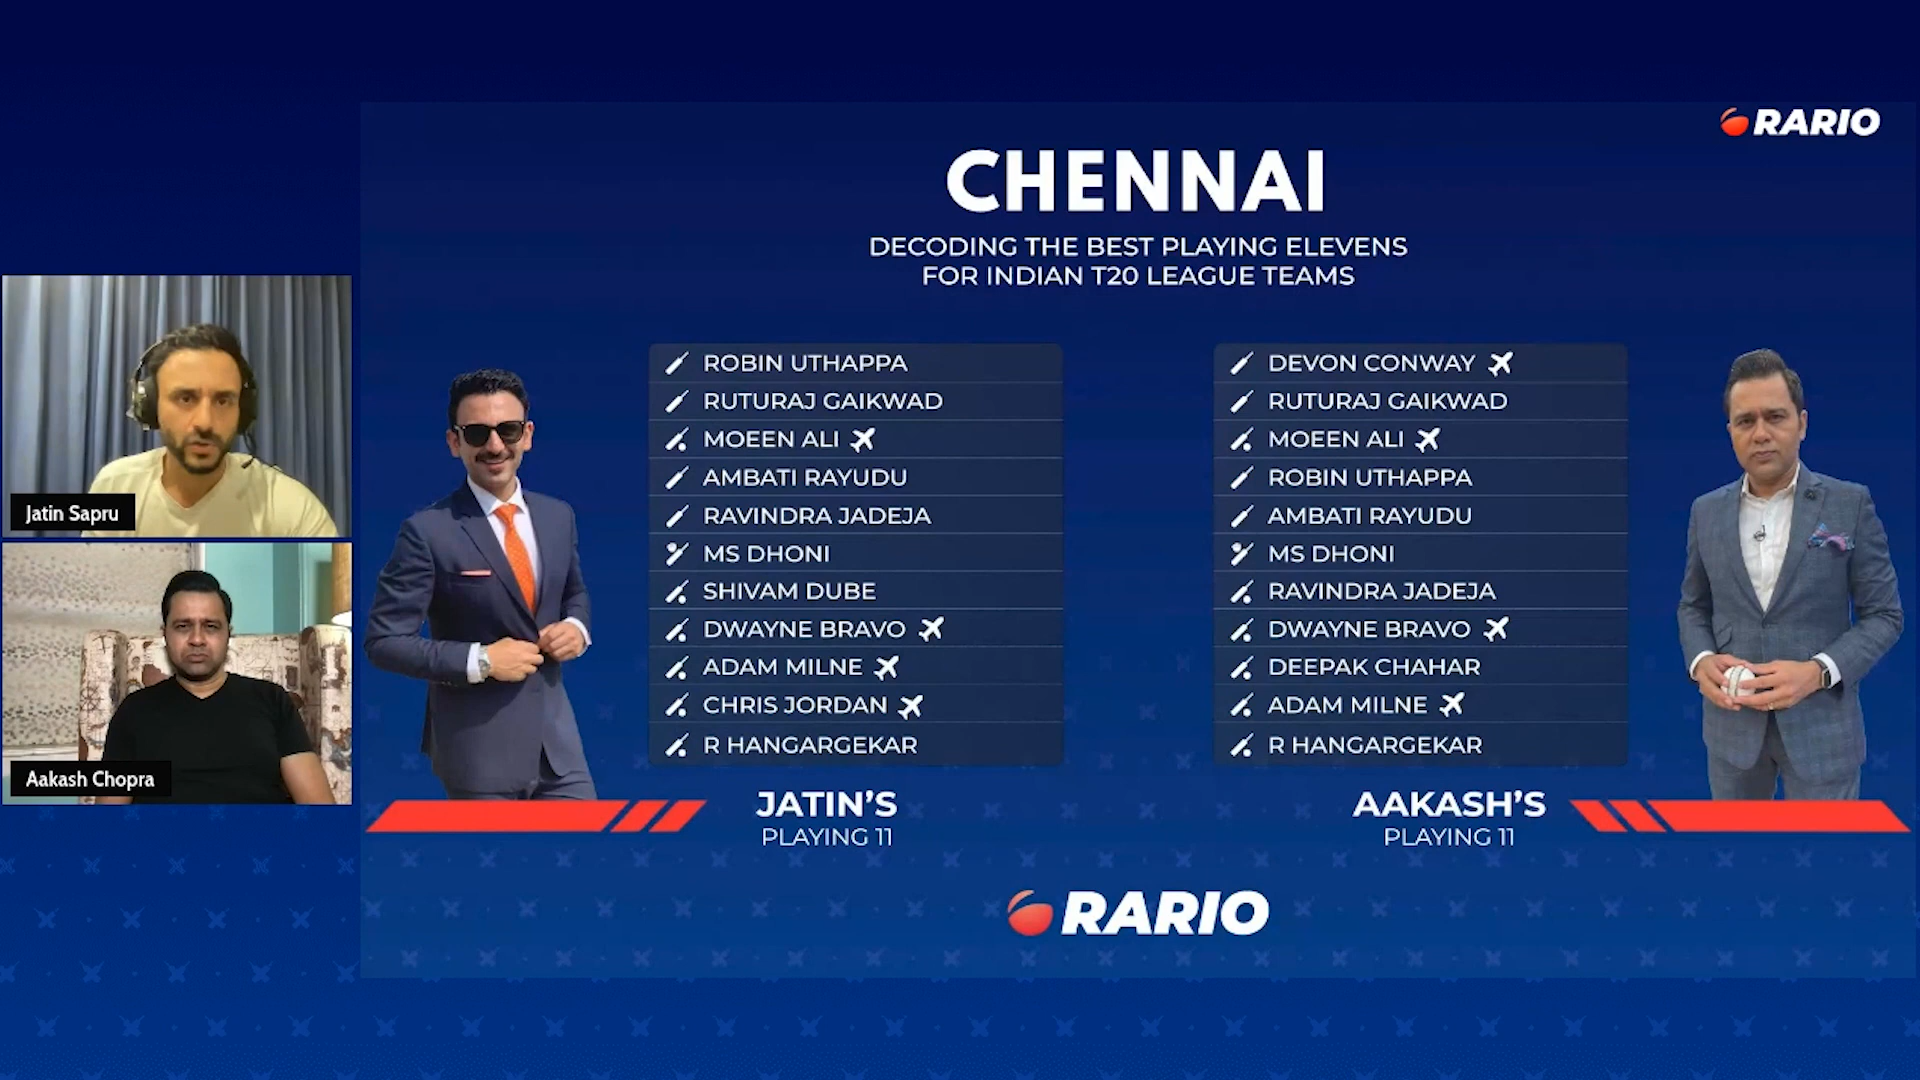 RARIO
CHENNAI
DECODING THE BEST PLAYING ELEVENS
FOR INDIAN T20 LEAGUE TEAMS
Jatin Sapru
Aakash Chopra
ROBIN UTHAPPA
RUTURAJ GAIKWAD
MOEEN ALI
AMBATI RAYUDU
RAVINDRA JADEJA
MS DHONI
SHIVAM DUBE
DWAYNE BRAVO
ADAM MILNE
CHRIS JORDAN
R HANGARGEKAR
JATIN'S
PLAYING 11
DEVON CONWAY
RUTURAJ GAIKWAD
MOEEN ALI
ROBIN UTHAPPA
AMBATI RAYUDU
MS DHONI
RAVINDRA JADEJA
DWAYNE BRAVO
DEEPAK CHAHAR
ADAM MILNE
R HANGARGEKAR
AAKASH'S
PLAYING 11
RARIO